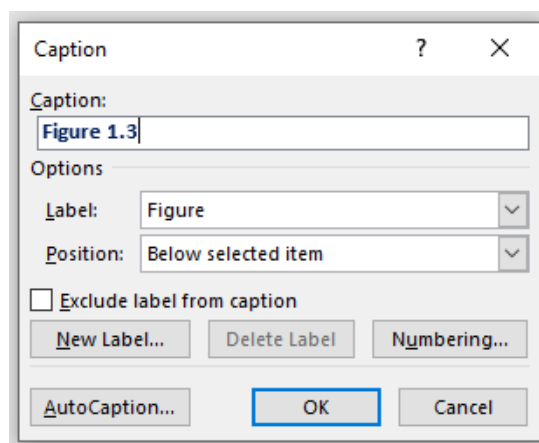 Caption ? ×
Caption:
Figure 1.3
Options
Label: Figure
Position: Below selected item
Exclude label from caption
New Label... Delete Label Numbering...
AutoCaption... OK Cancel